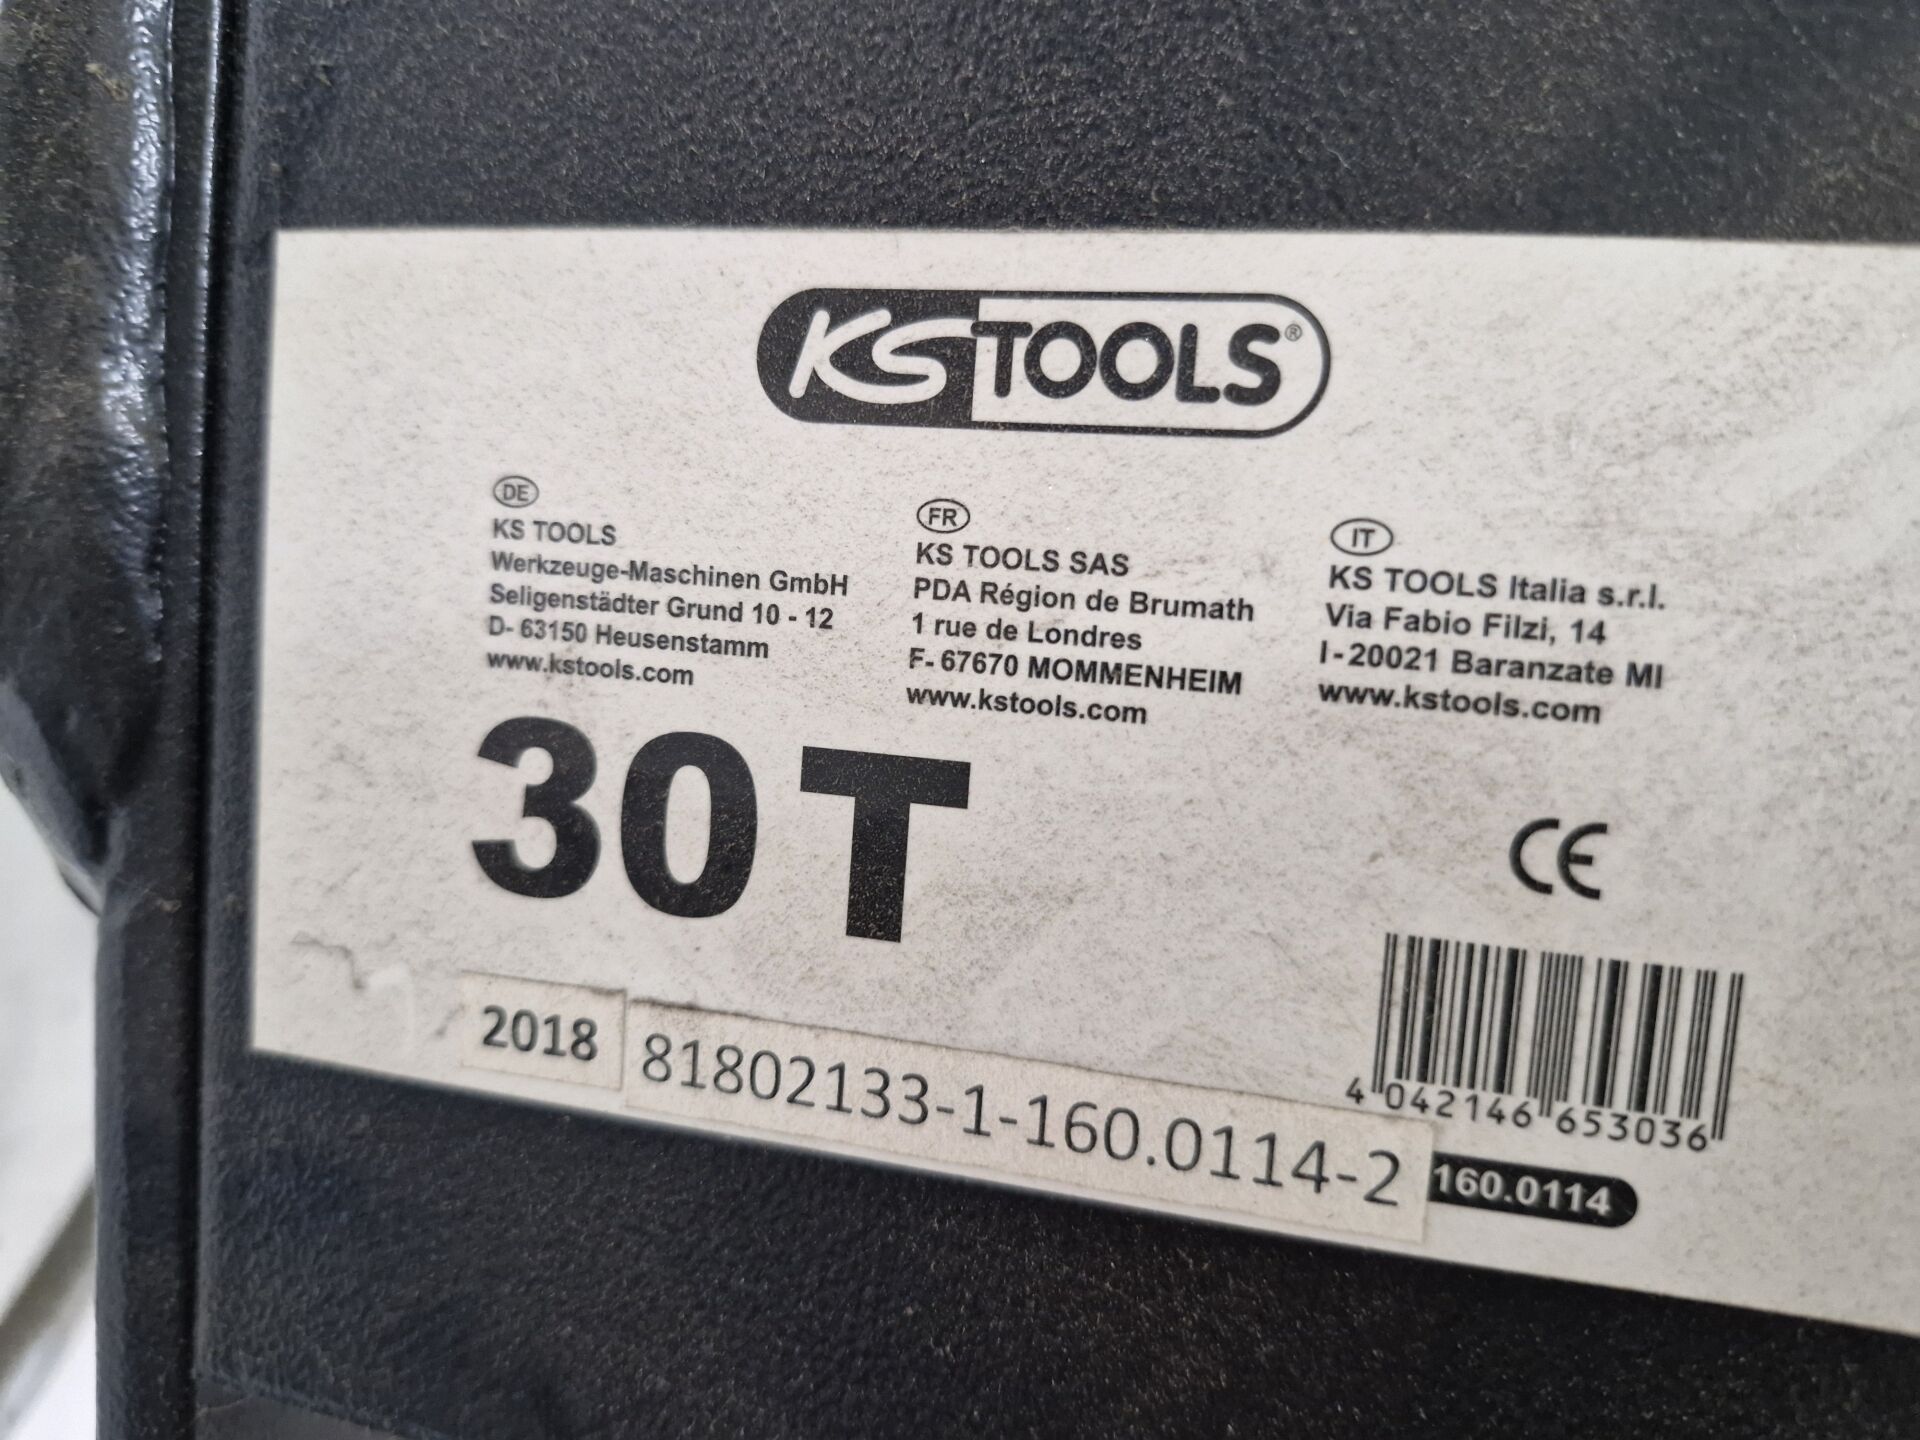 KS TOOLS®
DE
KS TOOLS
Werkzeuge-Maschinen GmbH
Seligenstädter Grund 10 - 12
D- 63150 Heusenstamm
www.kstools.com
FR
KS TOOLS SAS
PDA Région de Brumath
1 rue de Londres
F- 67670 MOMMENHEIM
www.kstools.com
IT
KS TOOLS Italia s.r.l.
Via Fabio Filzi, 14
I-20021 Baranzate MI
www.kstools.com
30 T
CE
4 042146 653036
2018 81802133-1-160.0114-2
160.0114